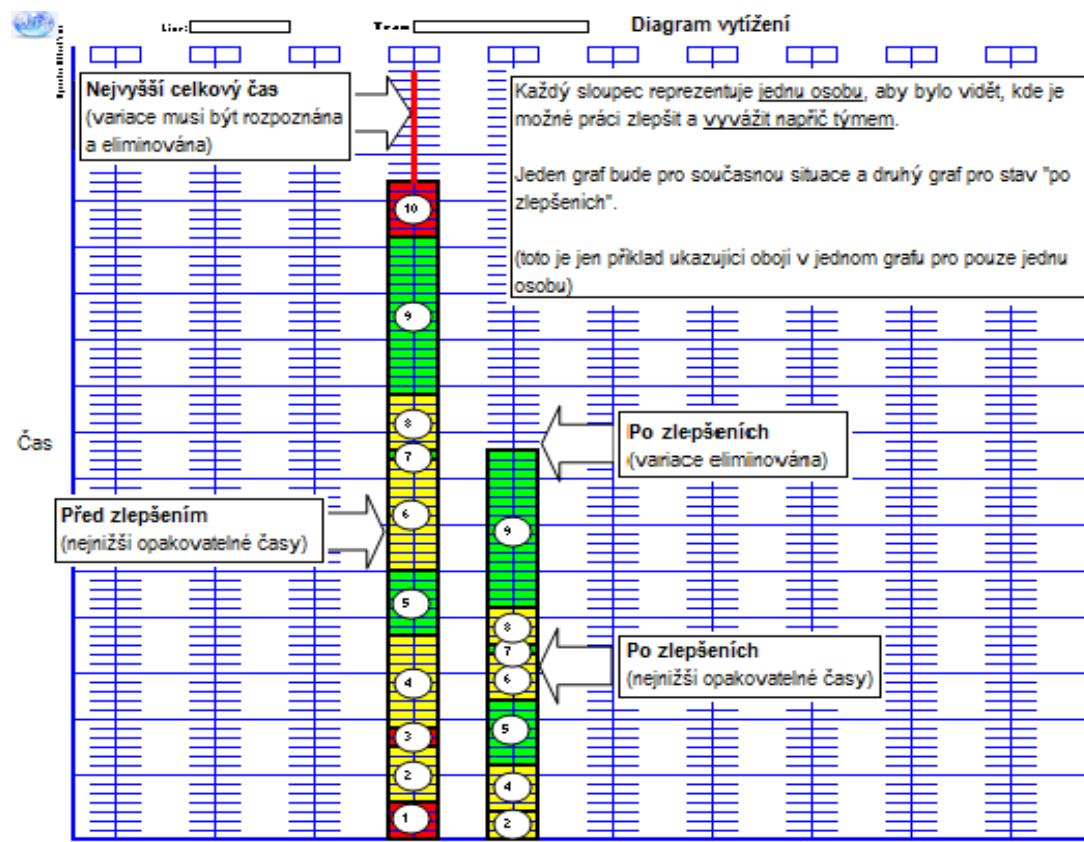 Diagram vytížení
Nejvyšší celkový čas
(variace musi být rozpoznána
a eliminována)
Každý sloupec reprezentuje jednu osobu, aby bylo vidět, kde je
možné práci zlepšit a vyvážit napříč týmem.
Jeden graf bude pro současnou situace a druhý graf pro stav "po
zlepšeních".
(toto je jen příklad ukazující oboji v jednom grafu pro pouze jednu
osobu)
10
9
8
7
6
5
4
3
2
1
Čas
Po zlepšeních
(variace eliminována)
Před zlepšením
(nejnižši opakovatelné časy)
9
8
7
6
5
4
2
Po zlepšeních
(nejnižši opakovatelné časy)